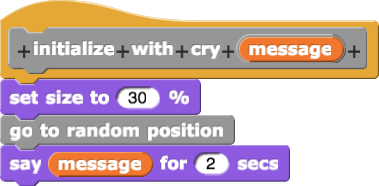 +initialize+with+cry message +
set size to 30 %
go to random position
say message for 2 secs